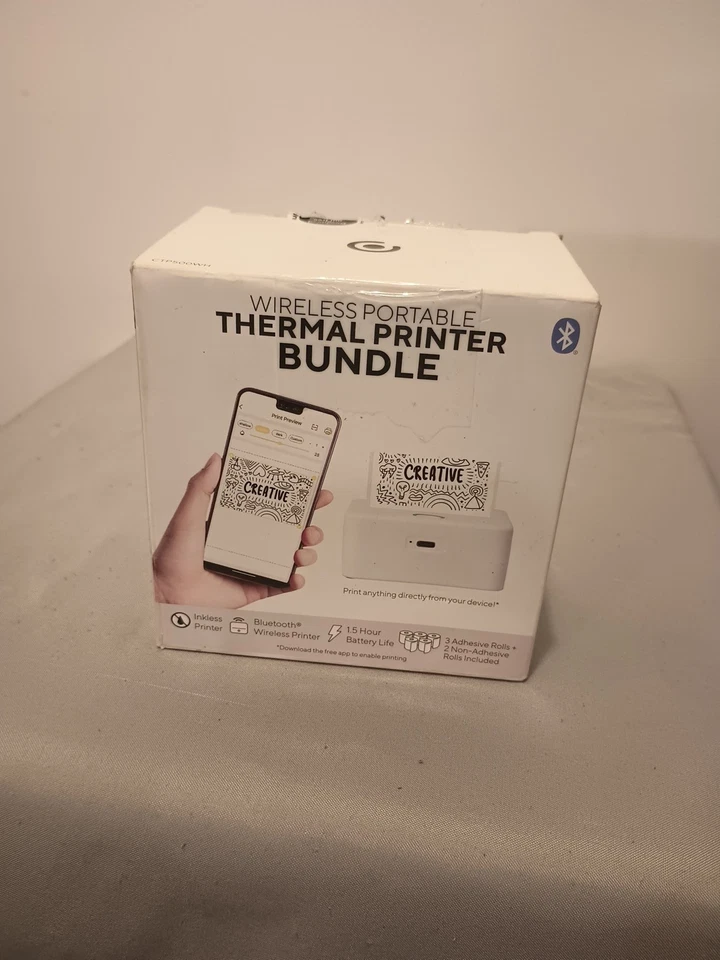 CTP500WH
WIRELESS PORTABLE
THERMAL PRINTER
BUNDLE
Print Preview
CREATIVE
CREATIVE
Print anything directly from your device!*
Inkless
Printer
Bluetooth®
Wireless Printer
1.5 Hour
Battery Life
3 Adhesive Rolls +
2 Non-Adhesive
Rolls Included
*Download the free app to enable printing